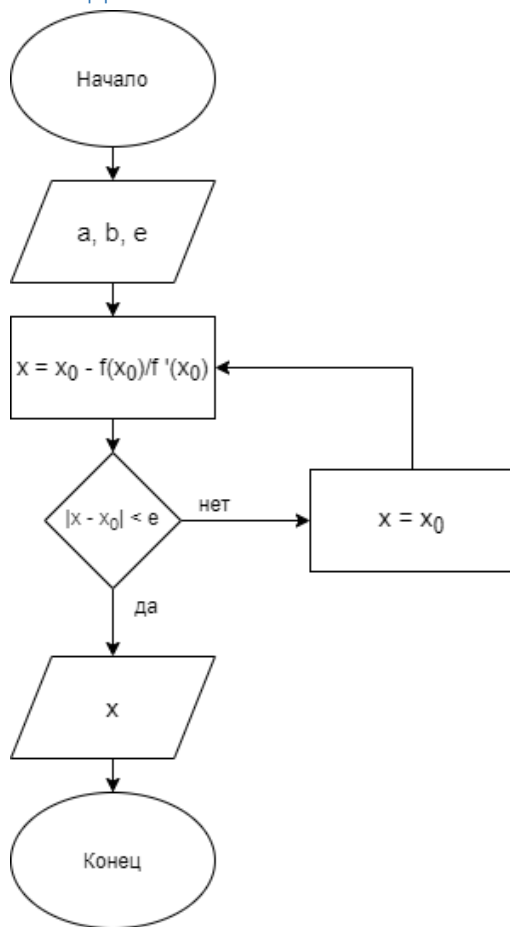 Начало
a, b, e
x = x₀ - f(x₀)/f '(x₀)
|x - x₀| < e
нет
x = x₀
да
x
Конец